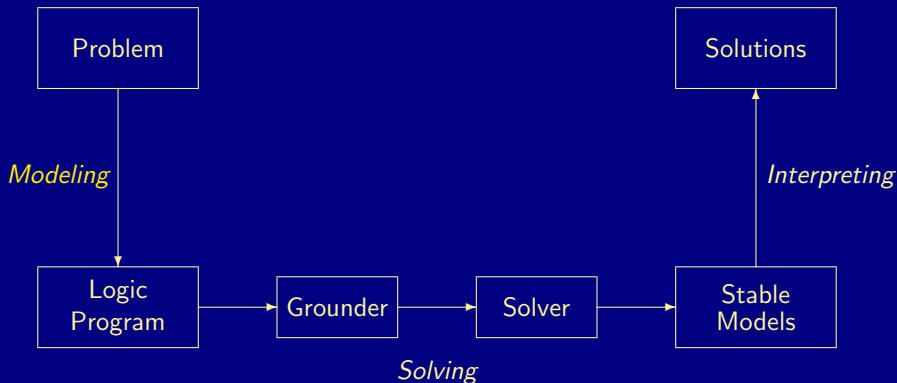 Problem
Solutions
Modeling
Interpreting
Logic
Program
Grounder
Solver
Stable
Models
Solving